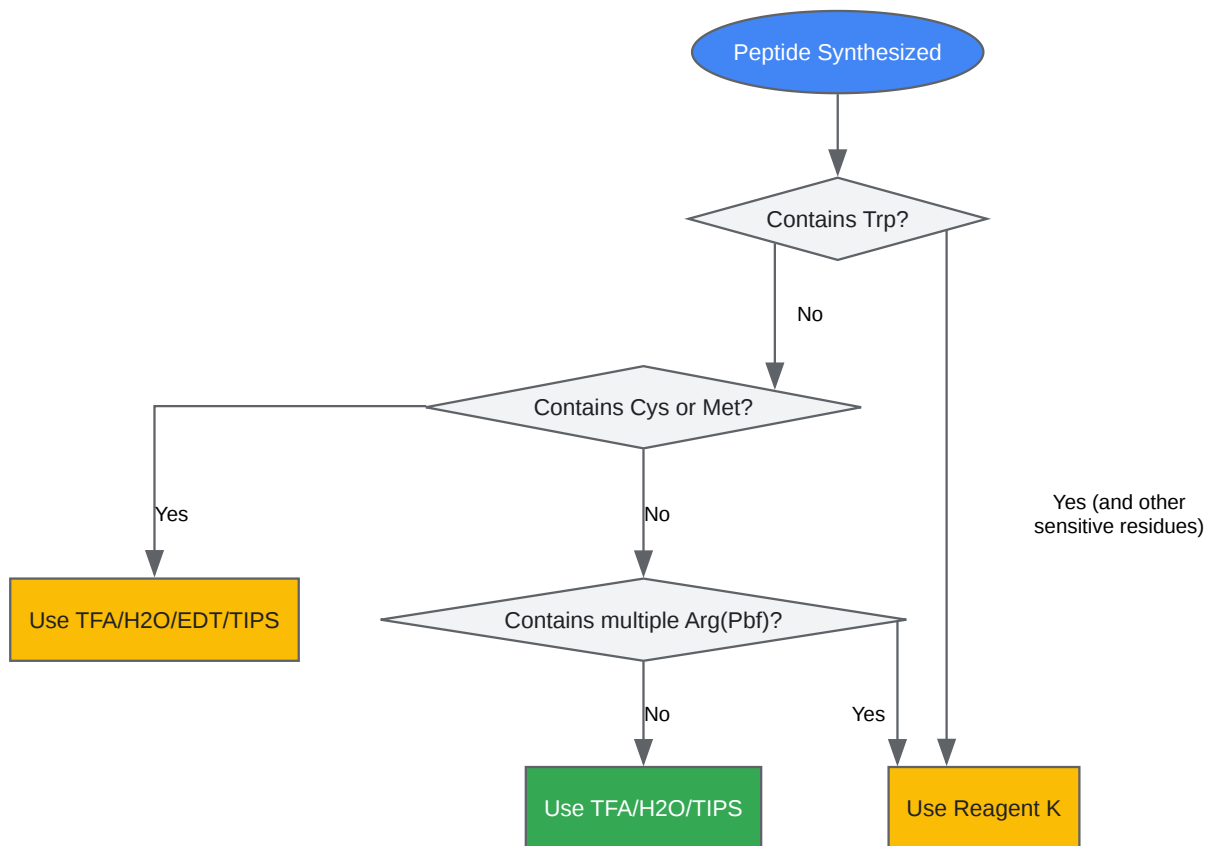 Peptide Synthesized
Contains Trp?
No
Contains Cys or Met?
Yes (and other
sensitive residues)
Yes
No
Use TFA/H2O/EDT/TIPS
Contains multiple Arg(Pbf)?
No
Yes
Use TFA/H2O/TIPS
Use Reagent K